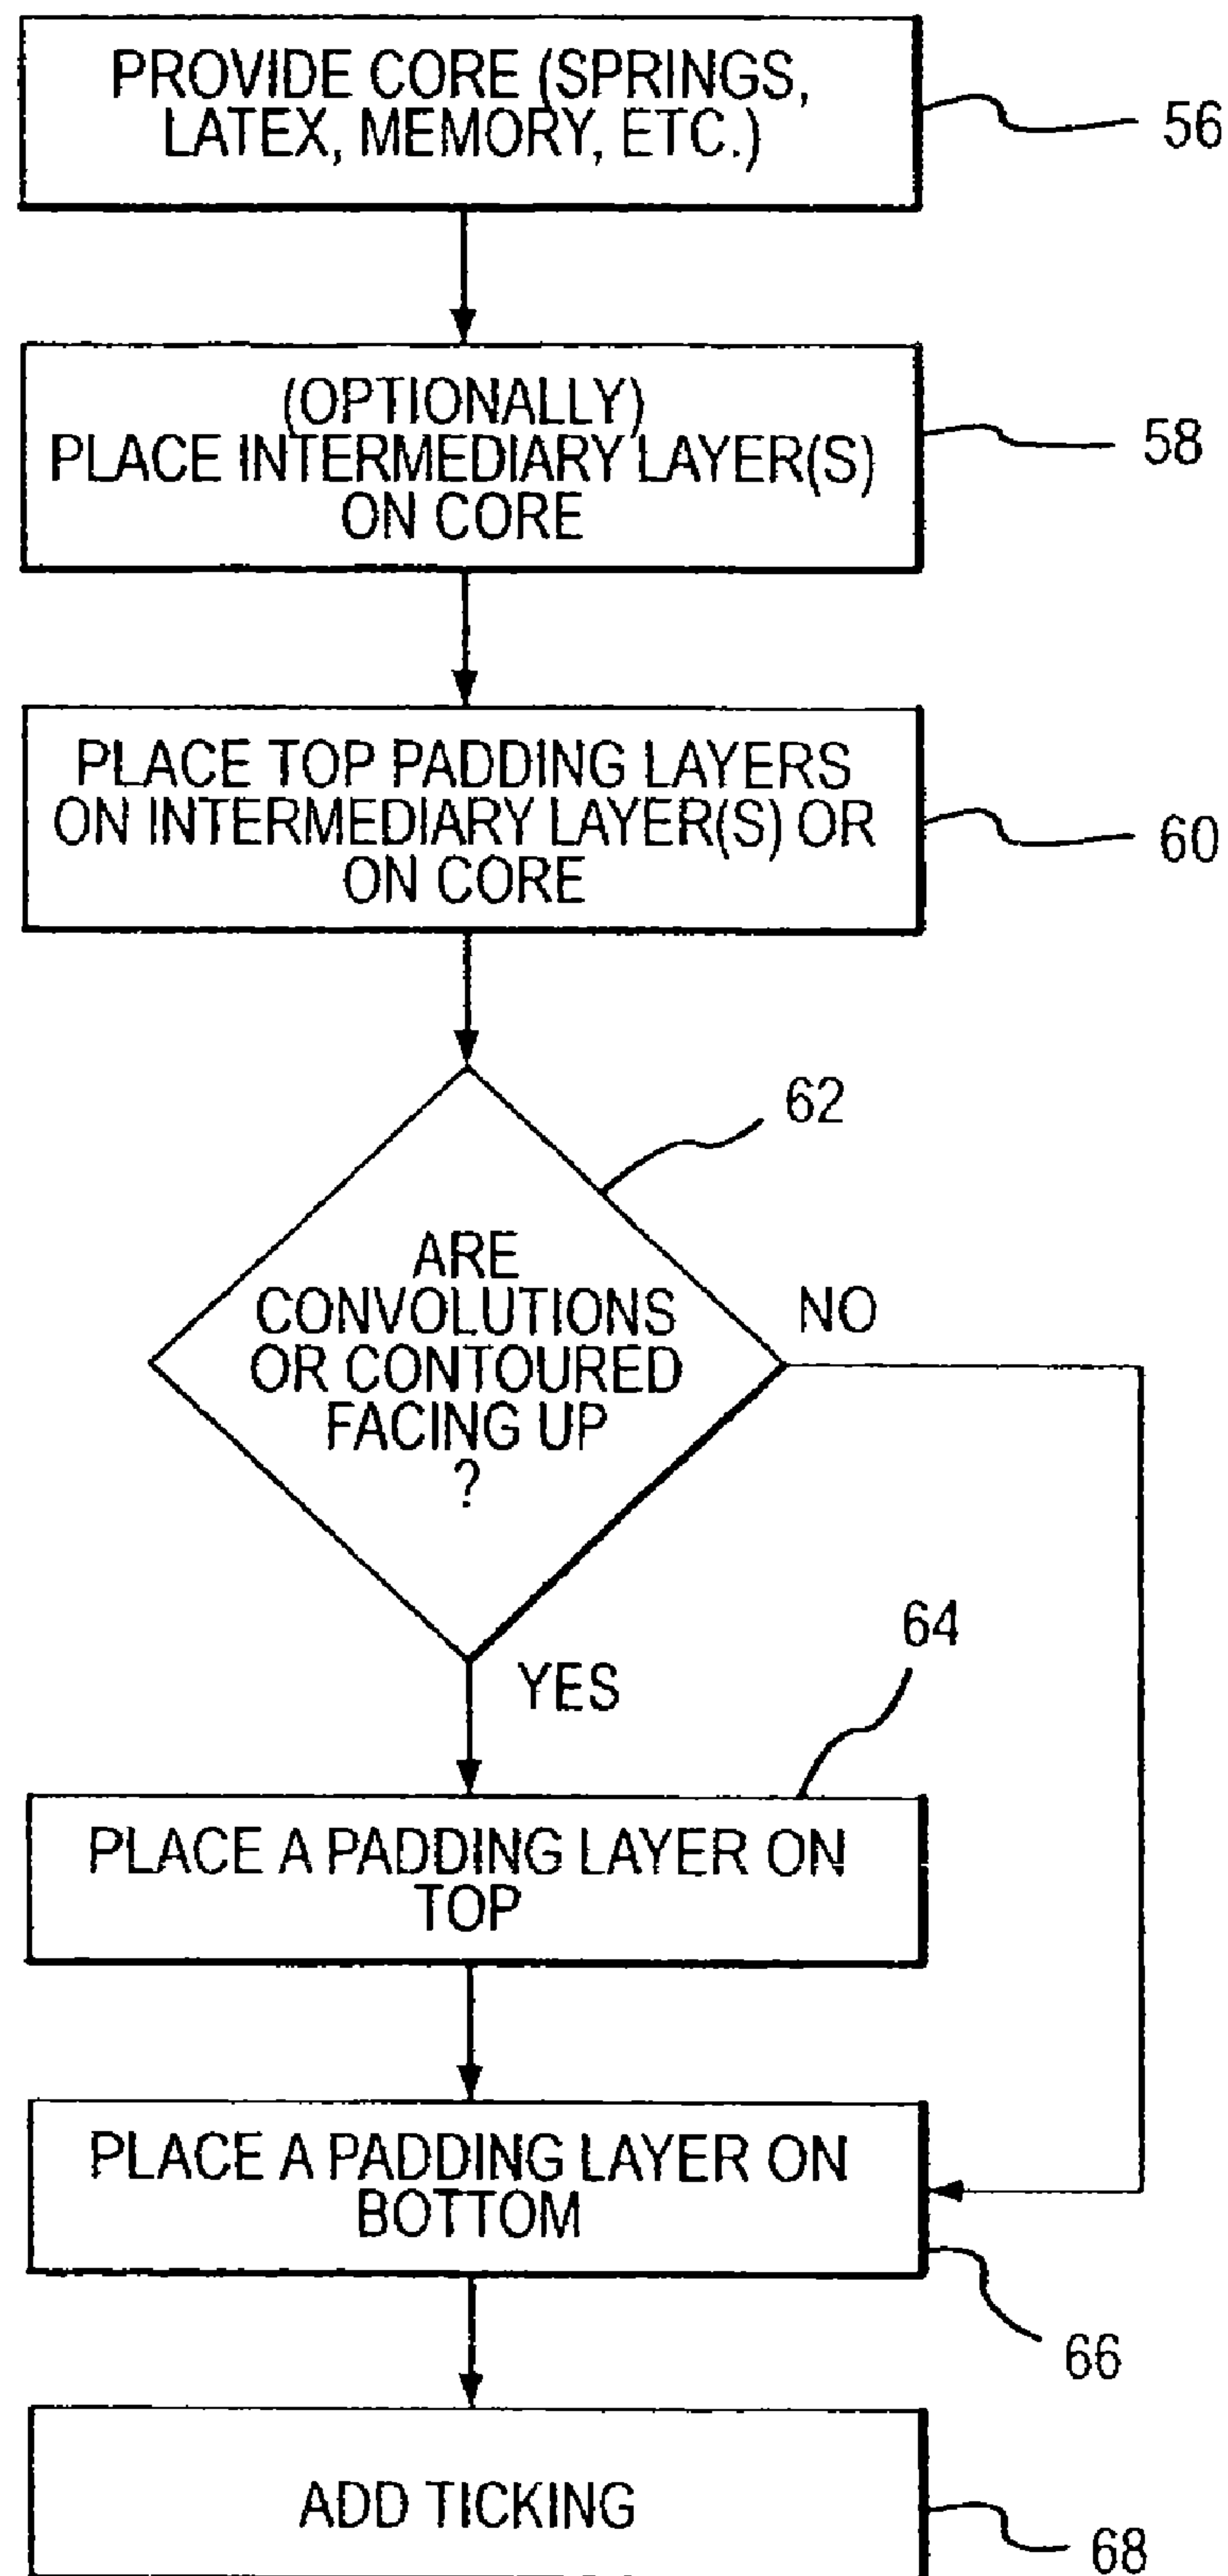 PROVIDE CORE (SPRINGS,
LATEX, MEMORY, ETC.)
56
(OPTIONALLY)
PLACE INTERMEDIARY LAYER(S)
ON CORE
58
PLACE TOP PADDING LAYERS
ON INTERMEDIARY LAYER(S) OR
ON CORE
60
62
ARE
CONVOLUTIONS
OR CONTOURED
FACING UP
?
NO
YES
64
PLACE A PADDING LAYER ON
TOP
PLACE A PADDING LAYER ON
BOTTOM
66
ADD TICKING
68